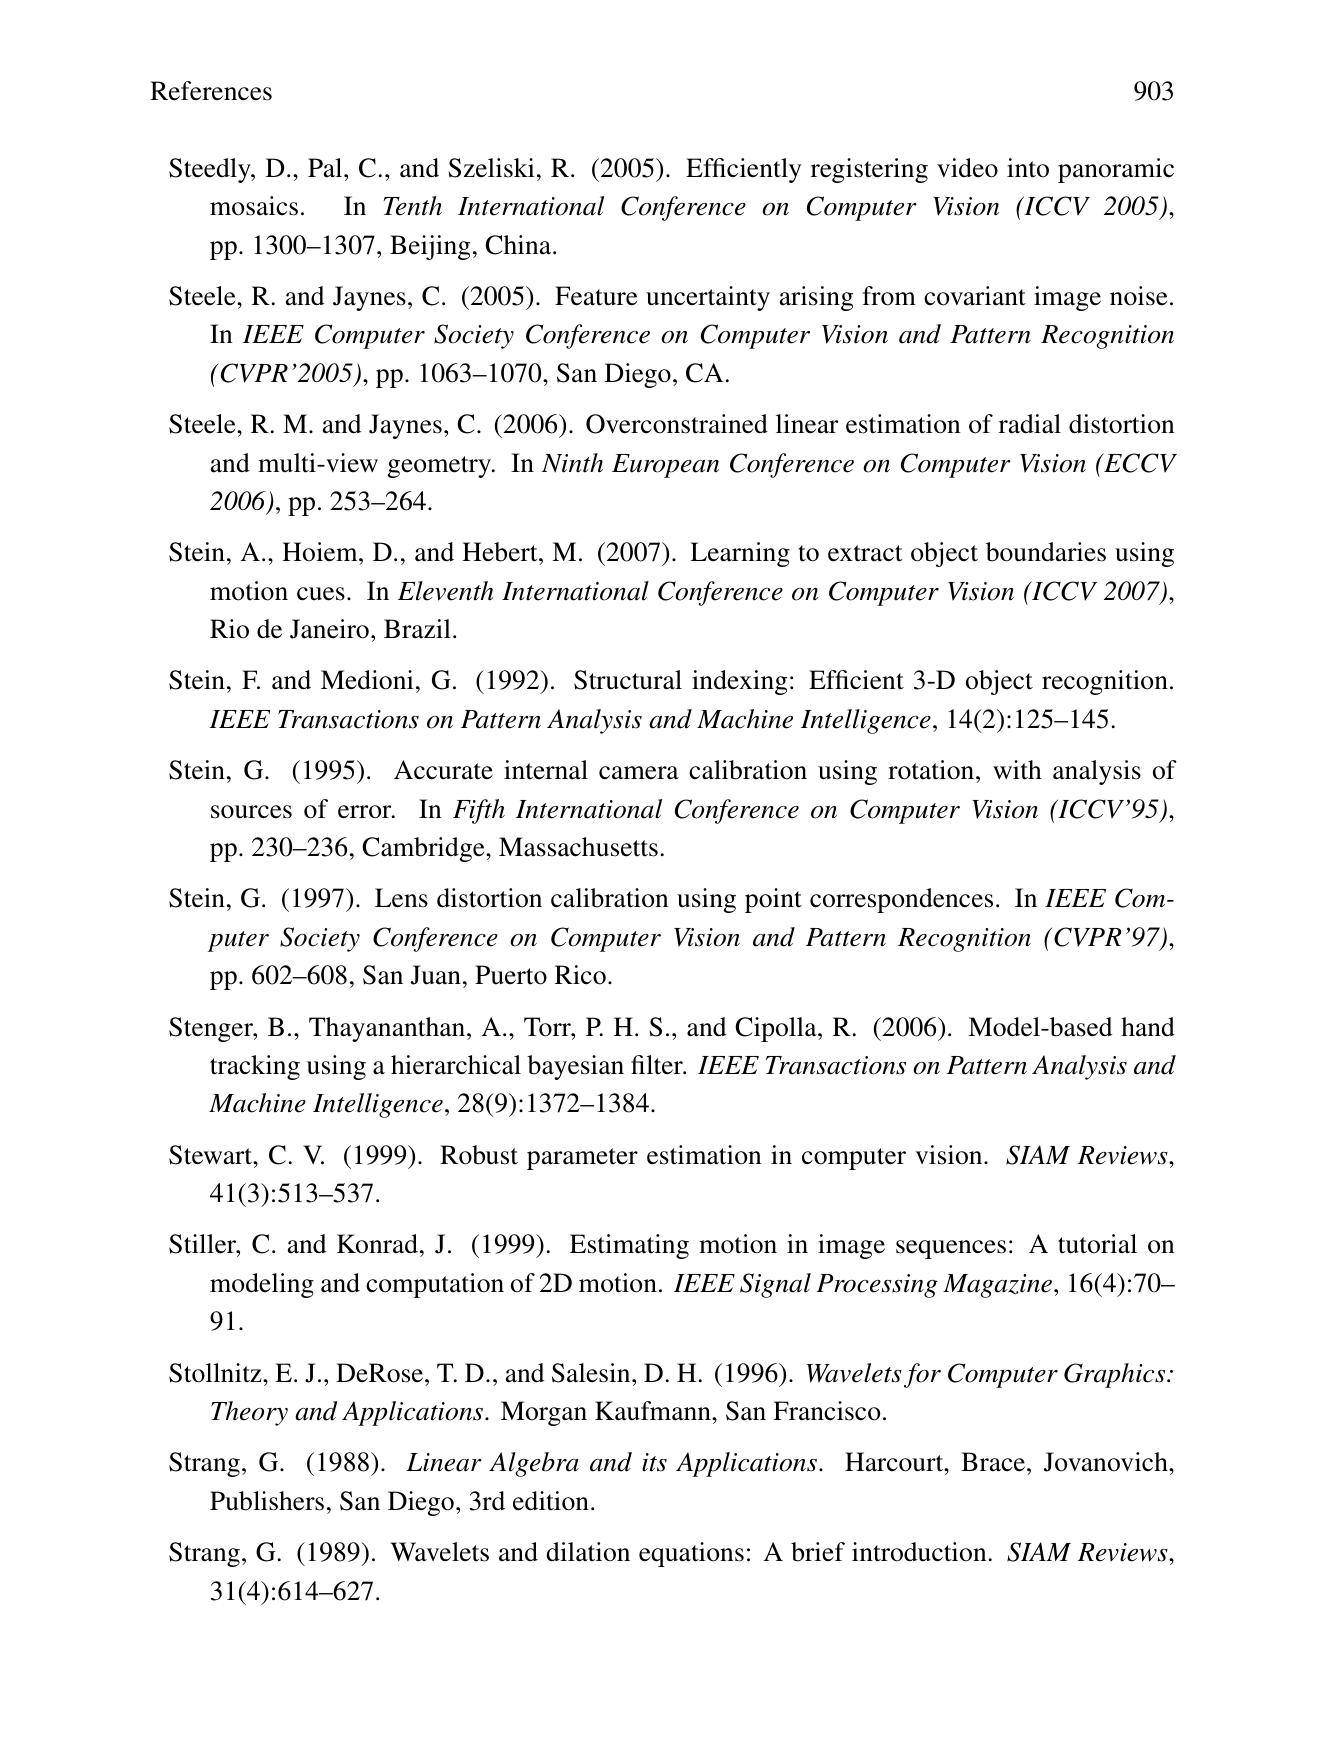 References 903
Steedly, D., Pal, C., and Szeliski, R. (2005). Efficiently registering video into panoramic
mosaics. In Tenth International Conference on Computer Vision (ICCV 2005),
pp. 1300–1307, Beijing, China.
Steele, R. and Jaynes, C. (2005). Feature uncertainty arising from covariant image noise.
In IEEE Computer Society Conference on Computer Vision and Pattern Recognition
(CVPR’2005), pp. 1063–1070, San Diego, CA.
Steele, R. M. and Jaynes, C. (2006). Overconstrained linear estimation of radial distortion
and multi-view geometry. In Ninth European Conference on Computer Vision (ECCV
2006), pp. 253–264.
Stein, A., Hoiem, D., and Hebert, M. (2007). Learning to extract object boundaries using
motion cues. In Eleventh International Conference on Computer Vision (ICCV 2007),
Rio de Janeiro, Brazil.
Stein, F. and Medioni, G. (1992). Structural indexing: Efficient 3-D object recognition.
IEEE Transactions on Pattern Analysis and Machine Intelligence, 14(2):125–145.
Stein, G. (1995). Accurate internal camera calibration using rotation, with analysis of
sources of error. In Fifth International Conference on Computer Vision (ICCV’95),
pp. 230–236, Cambridge, Massachusetts.
Stein, G. (1997). Lens distortion calibration using point correspondences. In IEEE Com-
puter Society Conference on Computer Vision and Pattern Recognition (CVPR’97),
pp. 602–608, San Juan, Puerto Rico.
Stenger, B., Thayananthan, A., Torr, P. H. S., and Cipolla, R. (2006). Model-based hand
tracking using a hierarchical bayesian filter. IEEE Transactions on Pattern Analysis and
Machine Intelligence, 28(9):1372–1384.
Stewart, C. V. (1999). Robust parameter estimation in computer vision. SIAM Reviews,
41(3):513–537.
Stiller, C. and Konrad, J. (1999). Estimating motion in image sequences: A tutorial on
modeling and computation of 2D motion. IEEE Signal Processing Magazine, 16(4):70–
91.
Stollnitz, E. J., DeRose, T. D., and Salesin, D. H. (1996). Wavelets for Computer Graphics:
Theory and Applications. Morgan Kaufmann, San Francisco.
Strang, G. (1988). Linear Algebra and its Applications. Harcourt, Brace, Jovanovich,
Publishers, San Diego, 3rd edition.
Strang, G. (1989). Wavelets and dilation equations: A brief introduction. SIAM Reviews,
31(4):614–627.